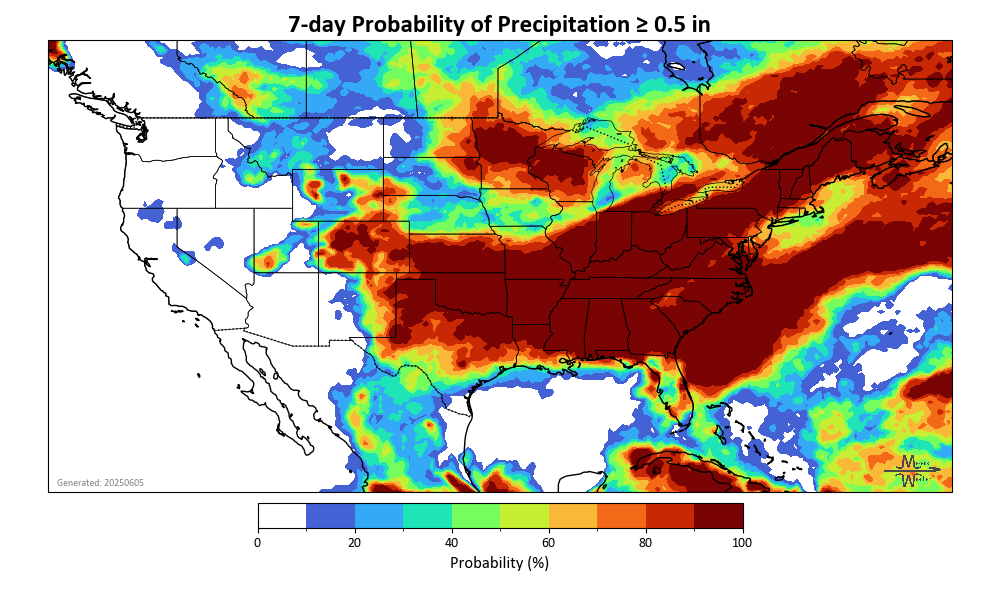 7-day Probability of Precipitation ≥ 0.5 in
Generated: 20250605
0 20 40 60 80 100
Probability (%)